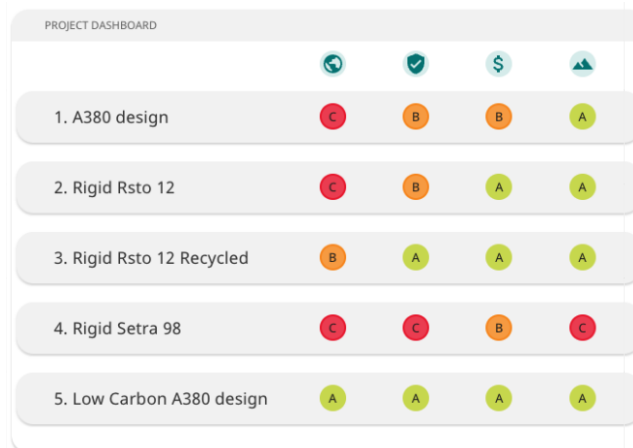 PROJECT DASHBOARD
$
1. A380 design C B B A
2. Rigid Rsto 12 C B A A
3. Rigid Rsto 12 Recycled B A A A
4. Rigid Setra 98 C C B C
5. Low Carbon A380 design A A A A